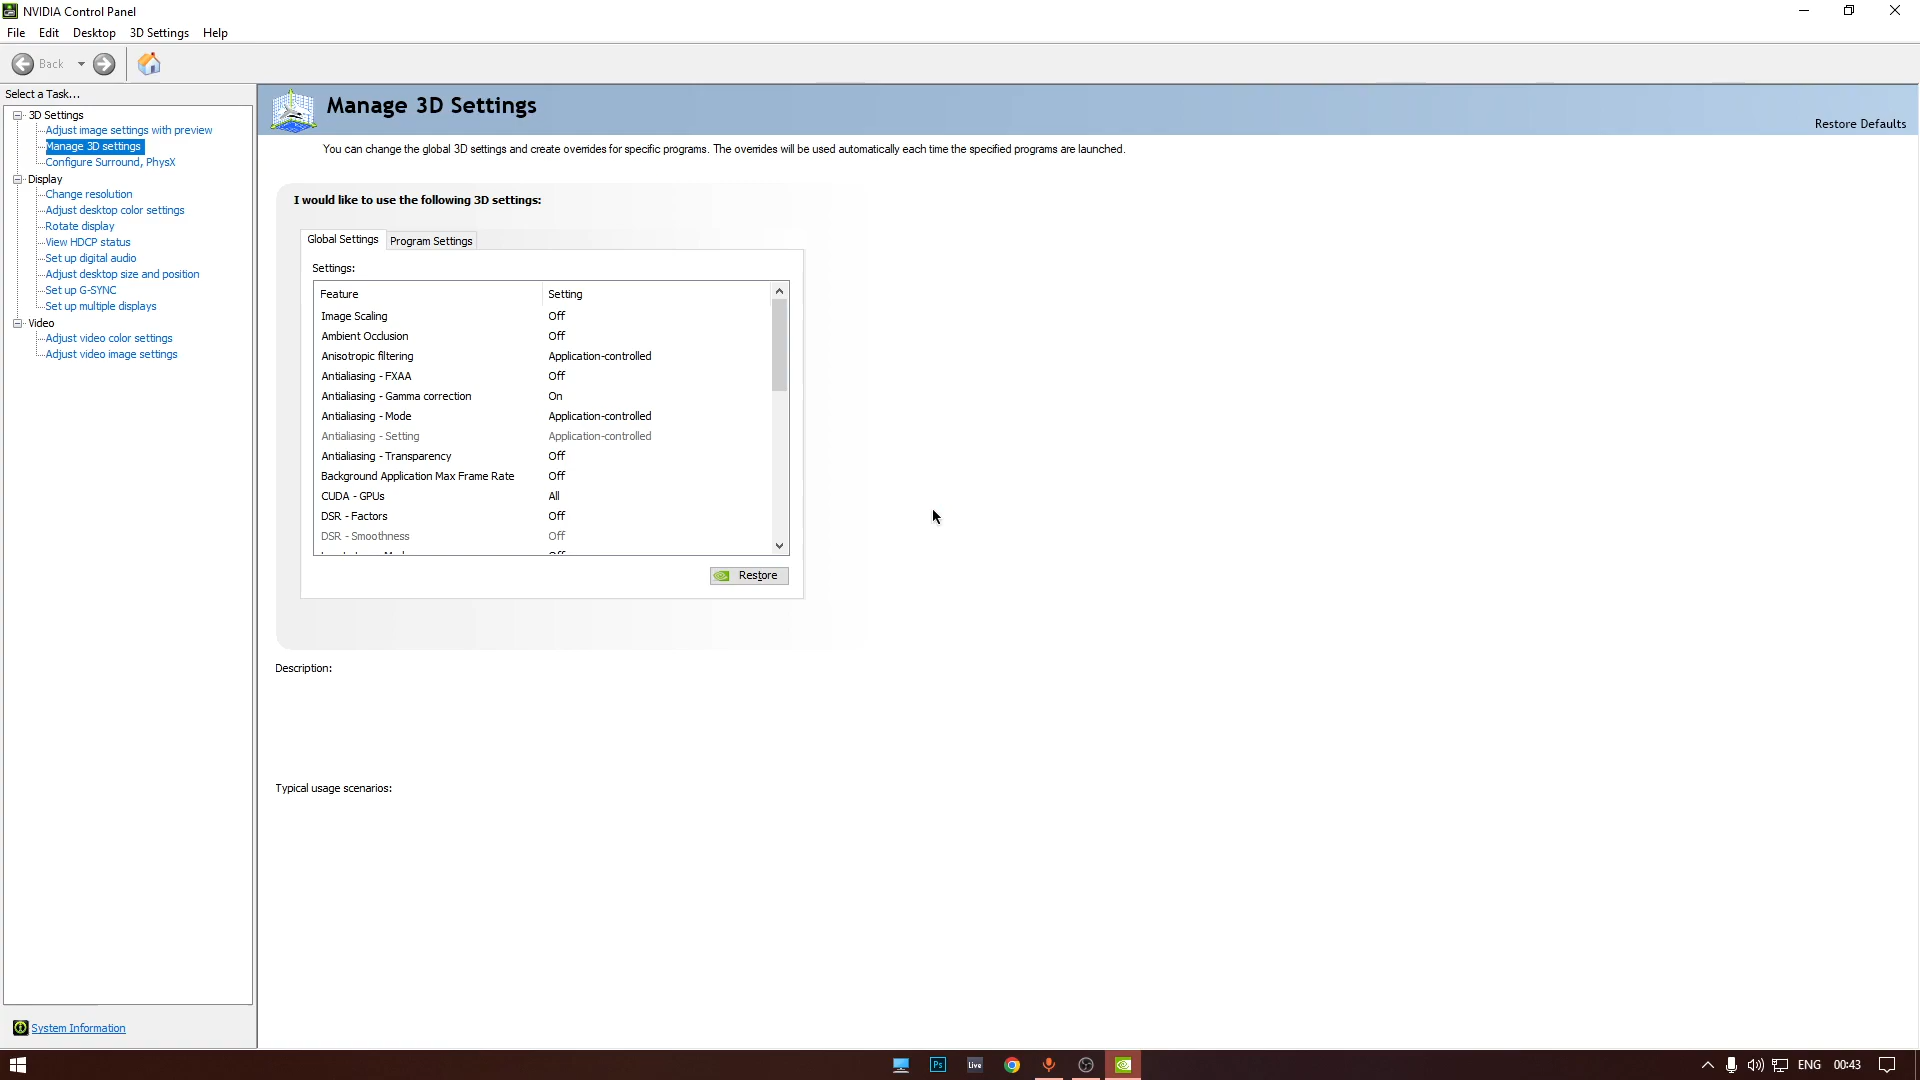 NVIDIA Control Panel
File Edit Desktop 3D Settings Help
Back
Select a Task...
3D Settings
Adjust image settings with preview
Manage 3D settings
Configure Surround, PhysX
Display
Change resolution
Adjust desktop color settings
Rotate display
View HDCP status
Set up digital audio
Adjust desktop size and position
Set up G-SYNC
Set up multiple displays
Video
Adjust video color settings
Adjust video image settings
System Information
Manage 3D Settings
Restore Defaults
You can change the global 3D settings and create overrides for specific programs. The overrides will be used automatically each time the specified programs are launched.
I would like to use the following 3D settings:
Global Settings Program Settings
Settings:
Feature Setting
Image Scaling Off
Ambient Occlusion Off
Anisotropic filtering Application-controlled
Antialiasing - FXAA Off
Antialiasing - Gamma correction On
Antialiasing - Mode Application-controlled
Antialiasing - Setting Application-controlled
Antialiasing - Transparency Off
Background Application Max Frame Rate Off
CUDA - GPUs All
DSR - Factors Off
DSR - Smoothness Off
Restore
Description:
Typical usage scenarios:
Ps Live ENG 00:43